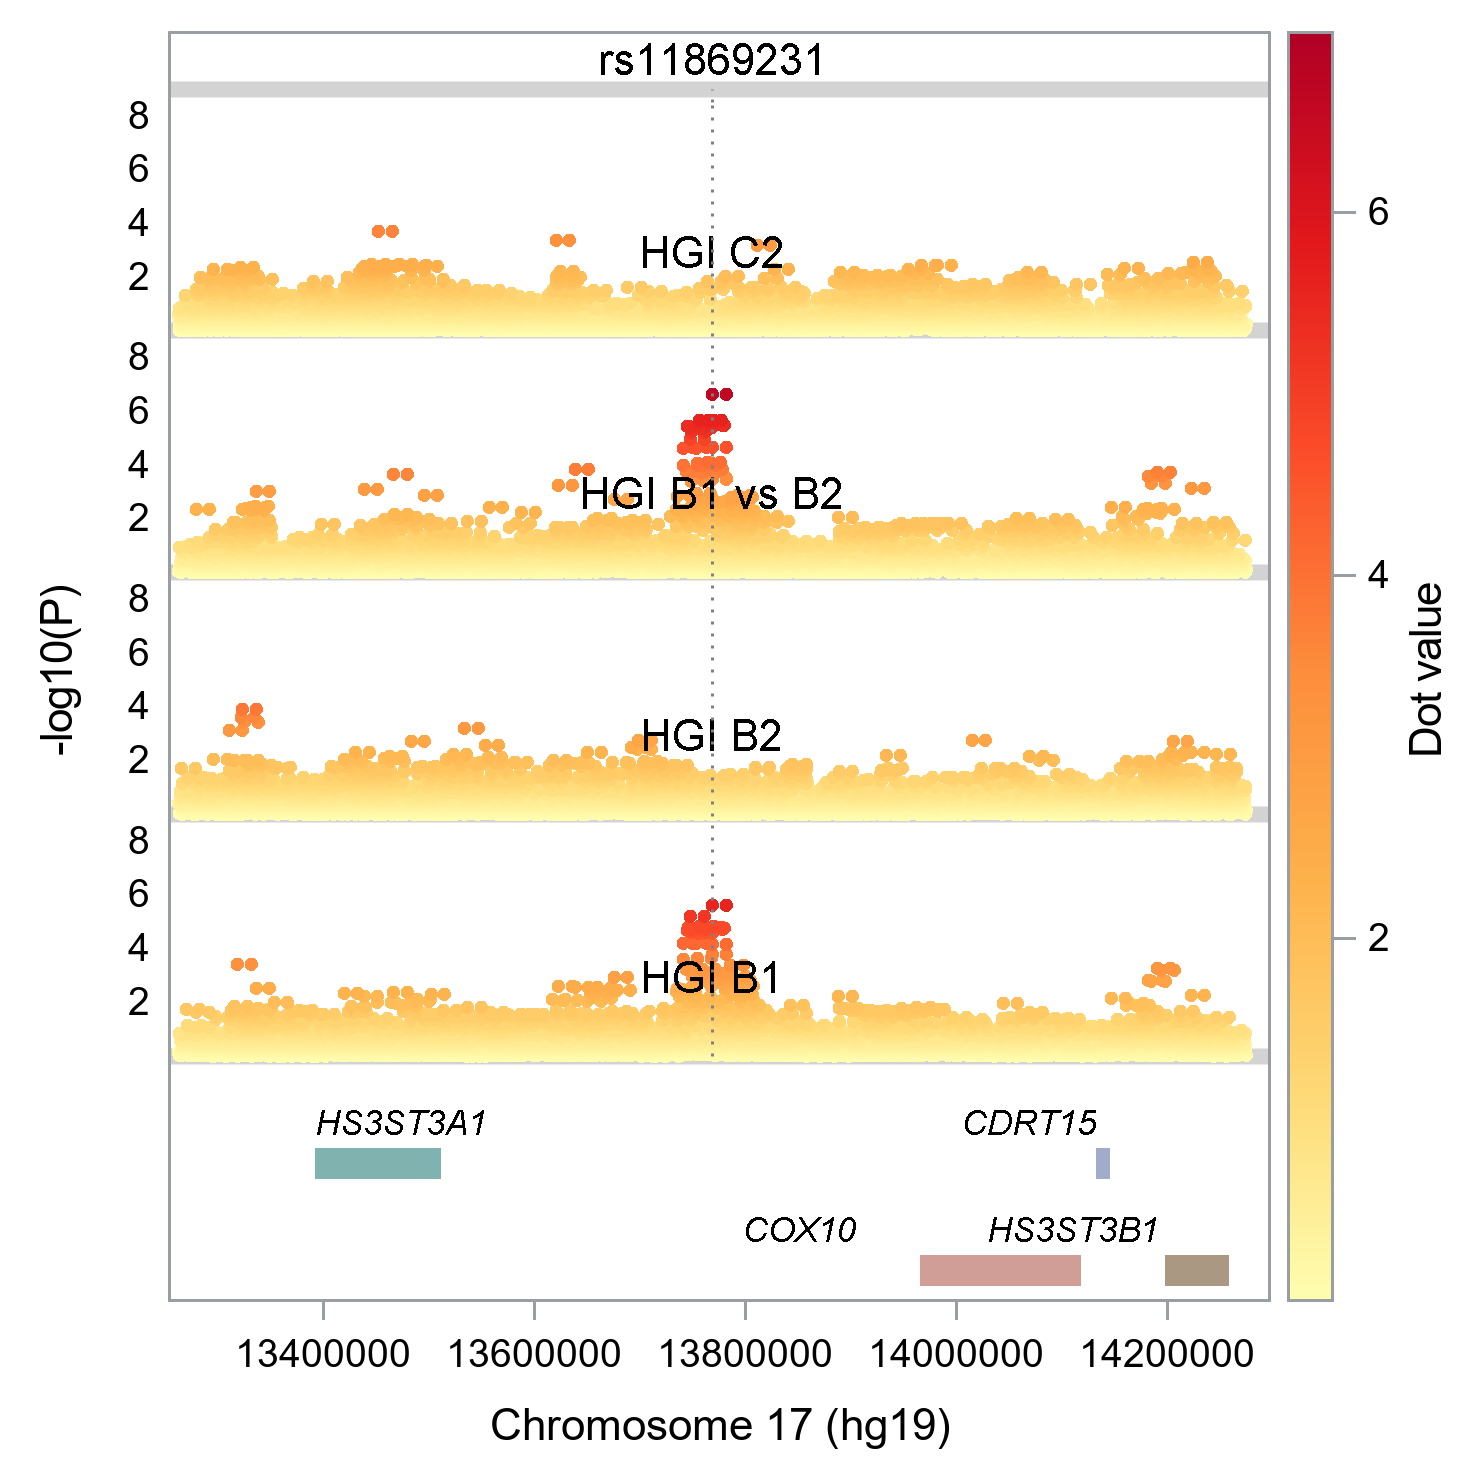 rs11869231
8
6
4
2
HGI C2
8
6
4
2
HGI B1 vs B2
8
6
4
2
HGI B2
8
6
4
2
HGI B1
-log10(P)
HS3ST3A1
CDRT15
COX10
HS3ST3B1
13400000
13600000
13800000
14000000
14200000
Chromosome 17 (hg19)
6
4
2
Dot value